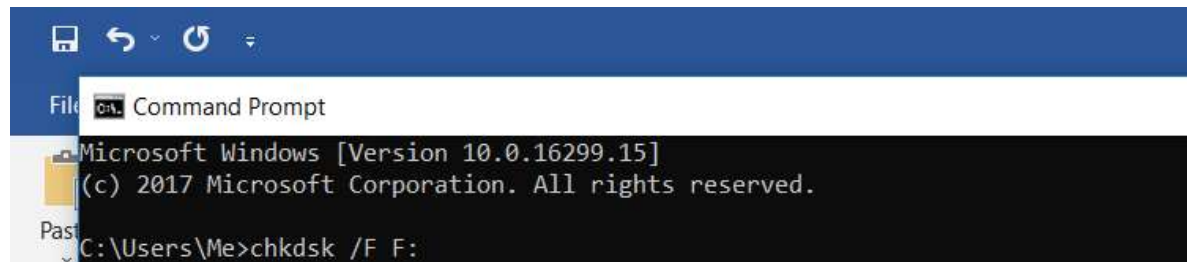 File
Command Prompt
Microsoft Windows [Version 10.0.16299.15]
(c) 2017 Microsoft Corporation. All rights reserved.
Past
C:\Users\Me>chkdsk /F F: